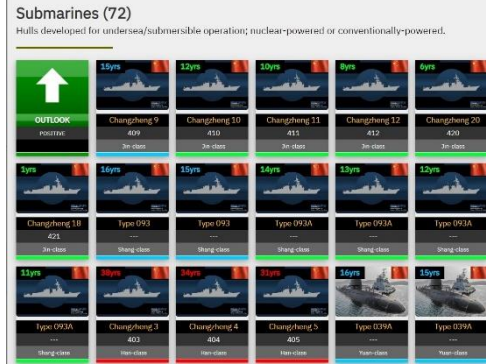 Submarines (72)
Hulls developed for undersea/submersible operation; nuclear-powered or conventionally-powered.
OUTLOOK
POSITIVE
15yrs
Changzheng 9
409
Jin-class
12yrs
Changzheng 10
410
Jin-class
10yrs
Changzheng 11
411
Jin-class
8yrs
Changzheng 12
412
Jin-class
6yrs
Changzheng 20
420
Jin-class
1yrs
Changzheng 18
421
Jin-class
16yrs
Type 093
---
Shang-class
15yrs
Type 093
---
Shang-class
14yrs
Type 093A
---
Shang-class
13yrs
Type 093A
---
Shang-class
12yrs
Type 093A
---
Shang-class
11yrs
Type 093A
---
Shang-class
38yrs
Changzheng 3
403
Han-class
34yrs
Changzheng 4
404
Han-class
31yrs
Changzheng 5
405
Han-class
16yrs
Type 039A
---
Yuan-class
15yrs
Type 039A
---
Yuan-class